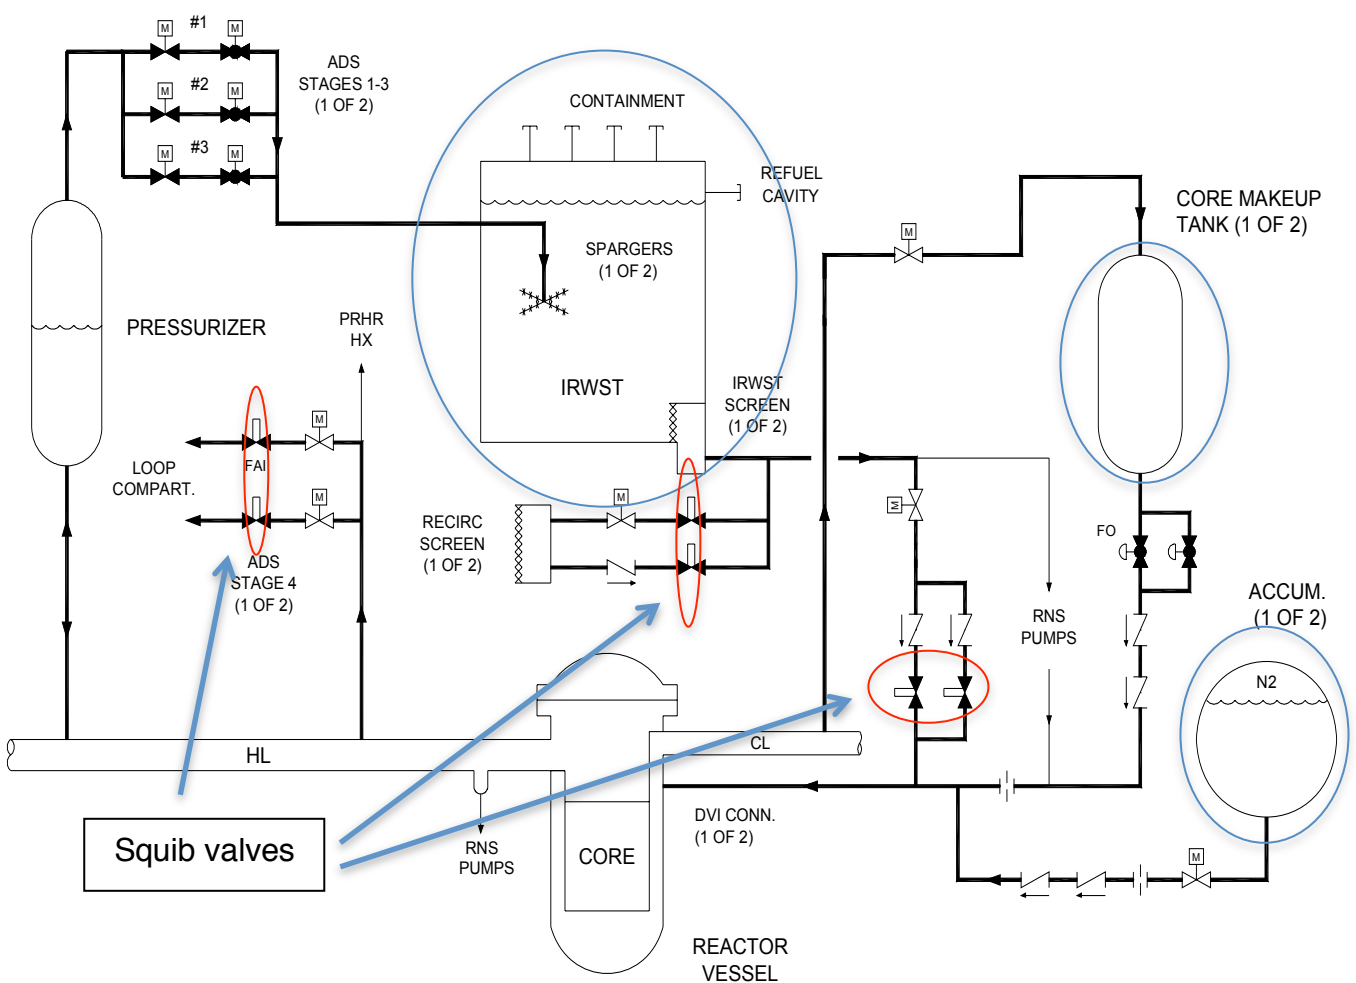 #1
M
M
#2
M
M
#3
M
M
ADS
STAGES 1-3
(1 OF 2)
CONTAINMENT
REFUEL
CAVITY
SPARGERS
(1 OF 2)
M
CORE MAKEUP
TANK (1 OF 2)
PRESSURIZER
PRHR
HX
IRWST
IRWST
SCREEN
(1 OF 2)
M
FAI
M
LOOP
COMPART.
ADS
STAGE 4
(1 OF 2)
RECIRC
SCREEN
(1 OF 2)
M
M
FO
RNS
PUMPS
ACCUM.
(1 OF 2)
N2
HL
CL
Squib valves
RNS
PUMPS
CORE
DVI CONN.
(1 OF 2)
M
REACTOR
VESSEL